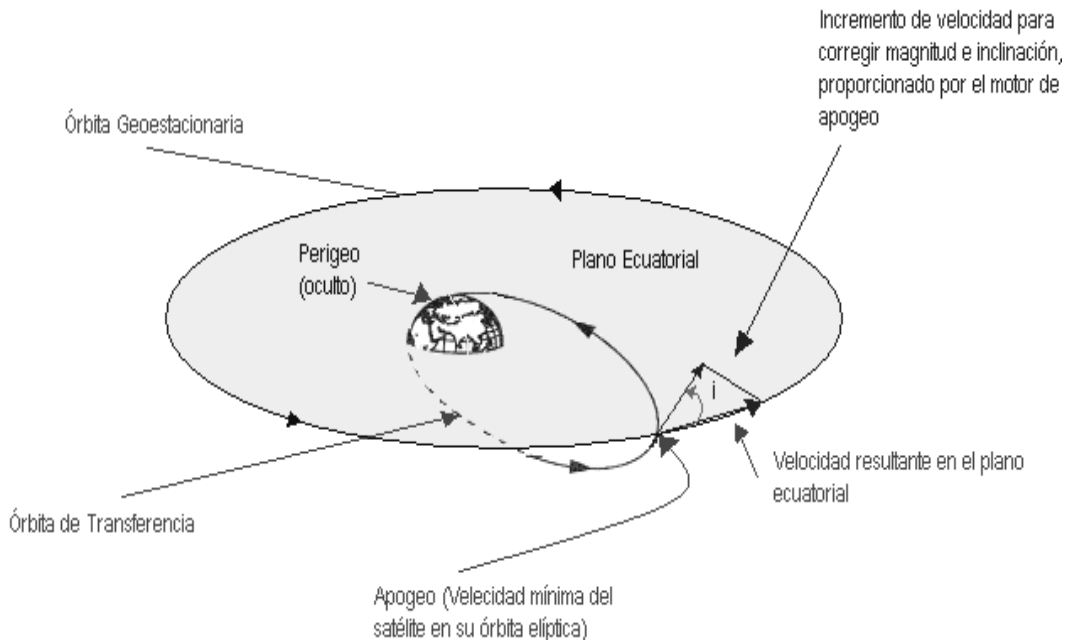 Incremento de velocidad para
corregir magnitud e inclinación,
proporcionado por el motor de
apogeo
Órbita Geoestacionaria
Perigeo
(oculto)
Plano Ecuatorial
i
Velocidad resultante en el plano
ecuatorial
Órbita de Transferencia
Apogeo (Velecidad mínima del
satélite en su órbita elíptica)